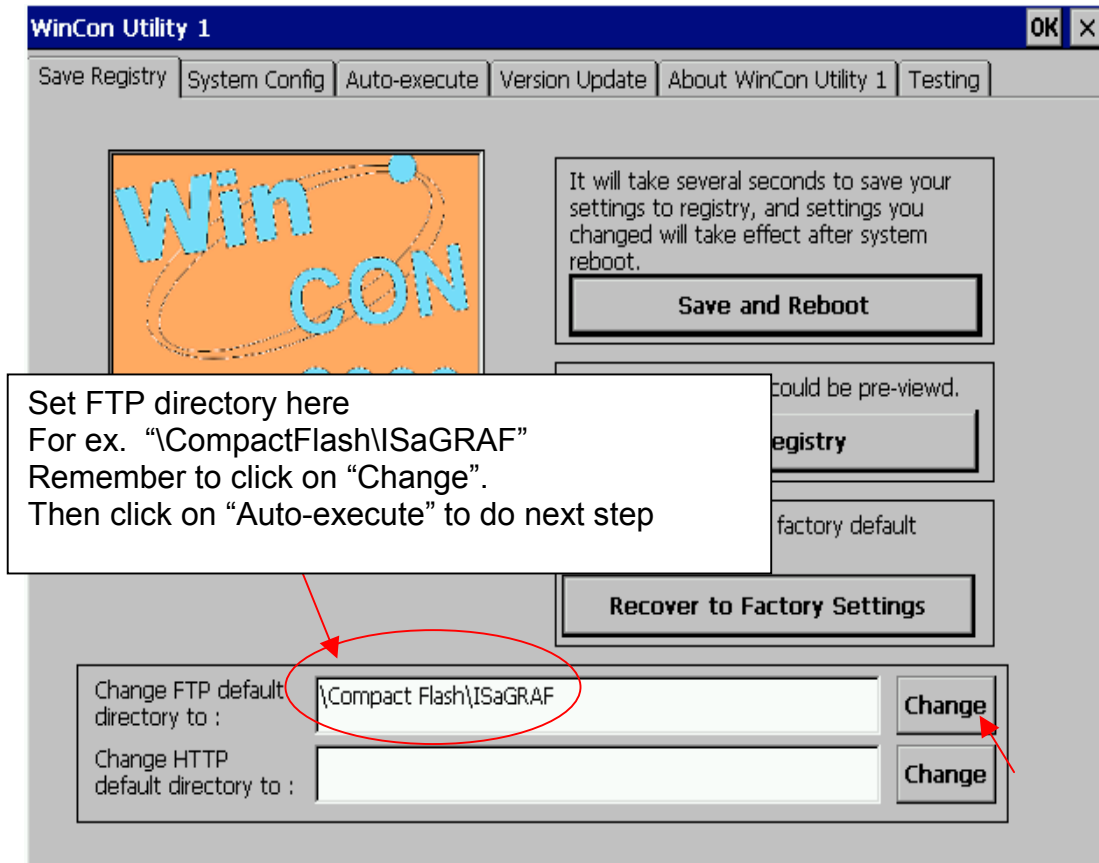 WinCon Utility 1
OK ×
Save Registry System Config Auto-execute Version Update About WinCon Utility 1 Testing
Win
CON
It will take several seconds to save your
settings to registry, and settings you
changed will take effect after system
reboot.
Save and Reboot
could be pre-viewd.
egistry
factory default
Recover to Factory Settings
Set FTP directory here
For ex. “\CompactFlash\ISaGRAF”
Remember to click on “Change”.
Then click on “Auto-execute” to do next step
Change FTP default
directory to :
\Compact Flash\ISaGRAF
Change
Change HTTP
default directory to :
Change